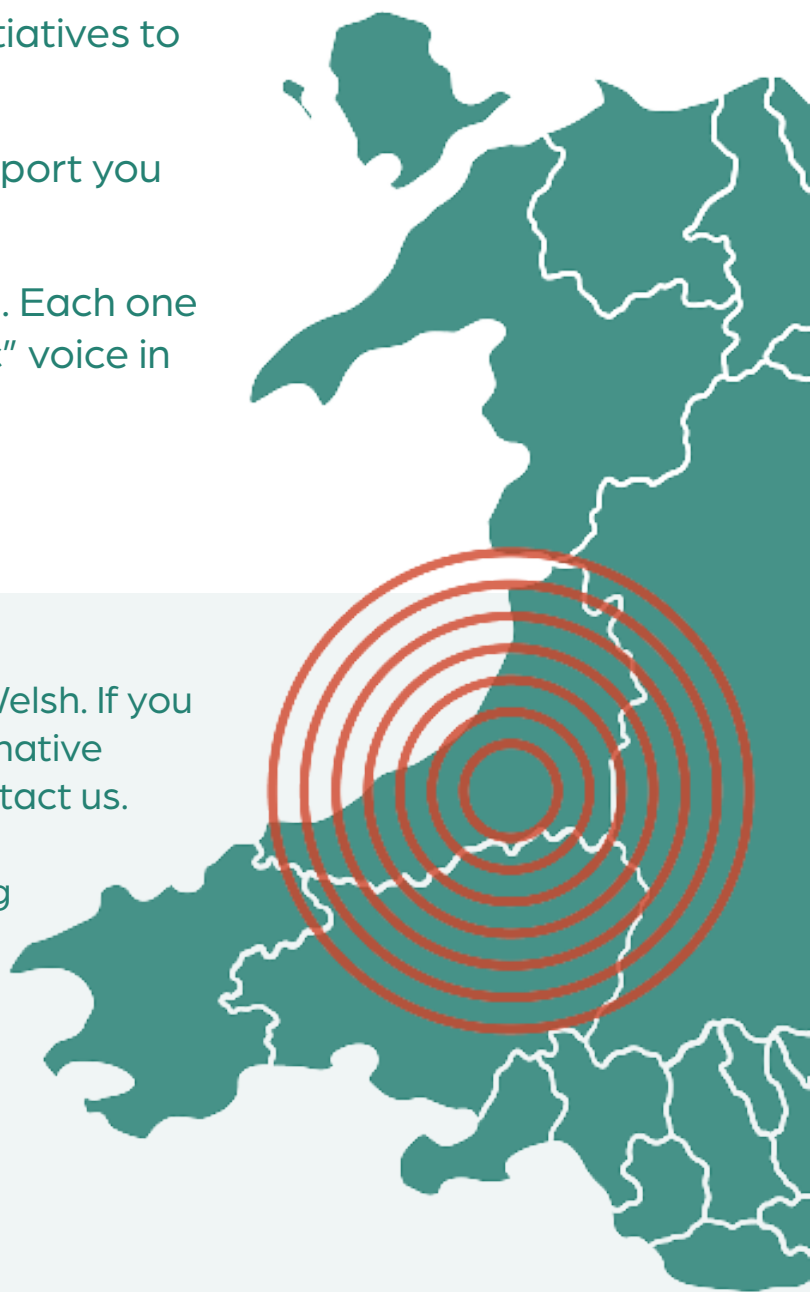 tiatives to
port you
. Each one
" voice in
Velsh. If you
native
tact us.
g